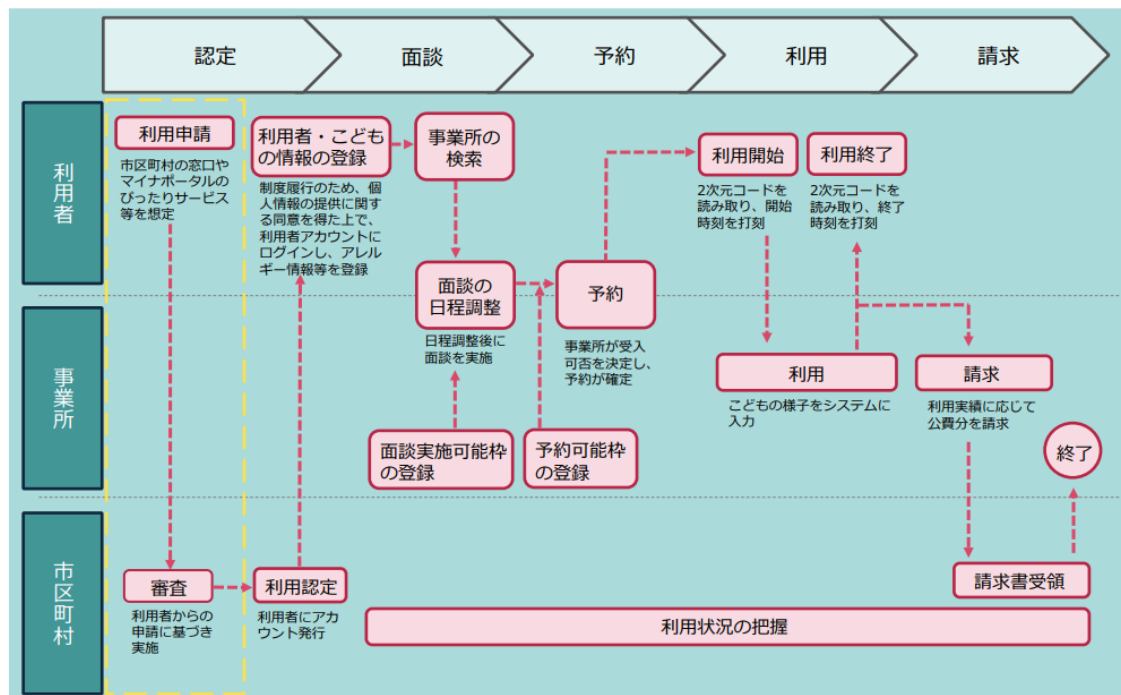 認定
面談
予約
利用
請求
利用者
利用申請
市区町村の窓口や
マイナポータルの
ぴったりサービス
等を想定
利用者・こども
の情報の登録
制度履行のため、個
人情報の提供に関す
る同意を得た上で、
利用者アカウントに
ログインし、アレル
ギー情報等を登録
事業所の
検索
面談の
日程調整
日程調整後に
面談を実施
予約
事業所が受入
可否を決定し、
予約が確定
利用開始
2次元コードを
読み取り、開始
時刻を打刻
利用終了
2次元コードを
読み取り、終了
時刻を打刻
事業所
面談実施可能枠
の登録
予約可能枠
の登録
利用
こどもの様子をシステムに
入力
請求
利用実績に応じて
公費分を請求
終了
市区町村
審査
利用者からの
申請に基づき
実施
利用認定
利用者にアカ
ウント発行
請求書受領
利用状況の把握